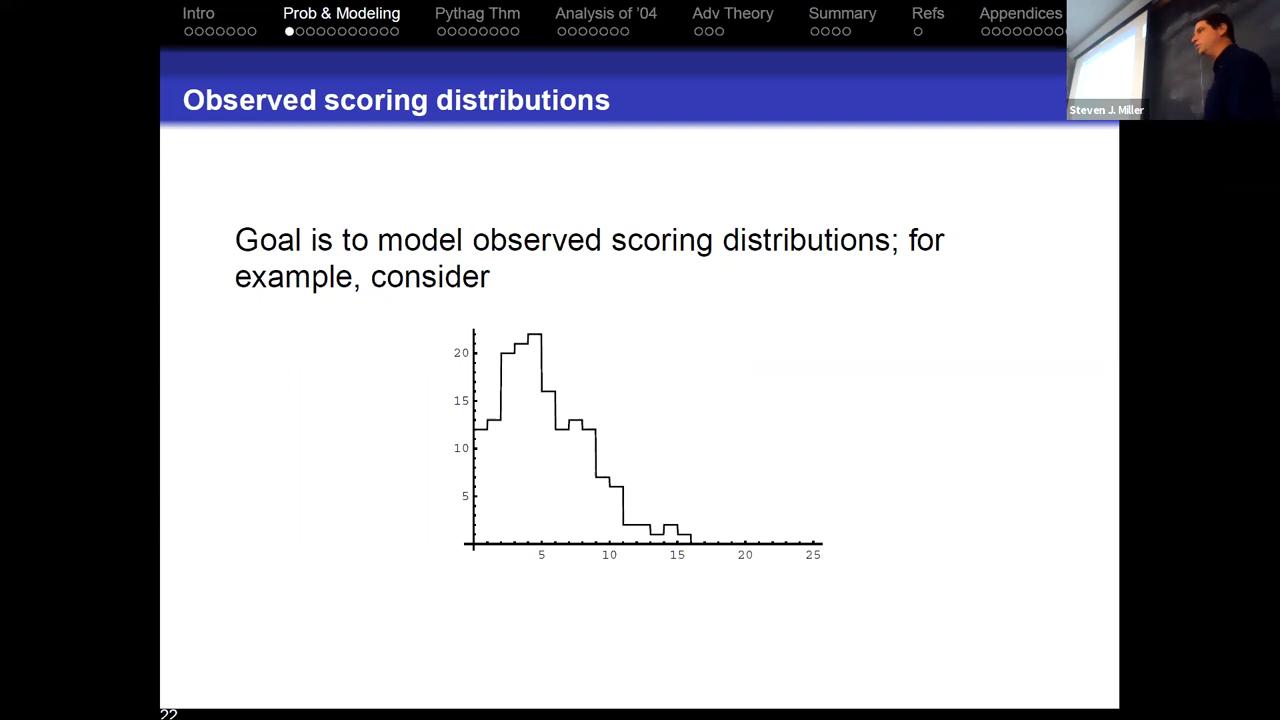 Intro Prob & Modeling Pythag Thm Analysis of '04 Adv Theory Summary Refs Appendices
Steven J. Miller
Observed scoring distributions
Goal is to model observed scoring distributions; for
example, consider
20
15
10
5
5 10 15 20 25
22